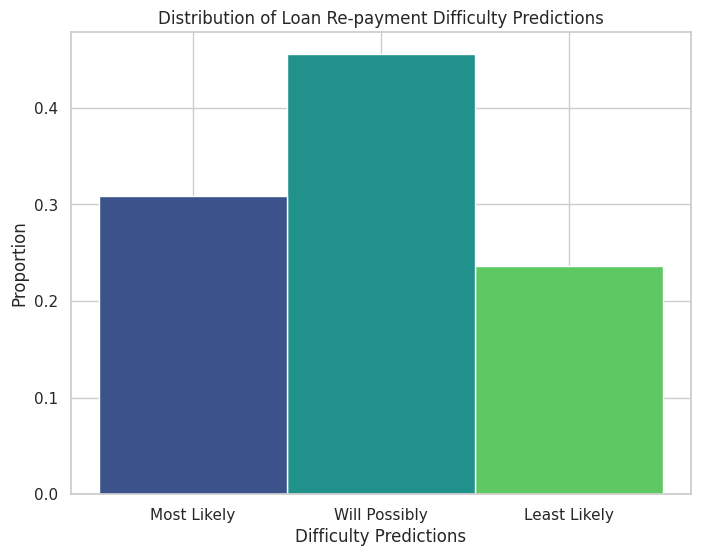 Distribution of Loan Re-payment Difficulty Predictions
Proportion
0.4
0.3
0.2
0.1
0.0
Most Likely
Will Possibly
Least Likely
Difficulty Predictions